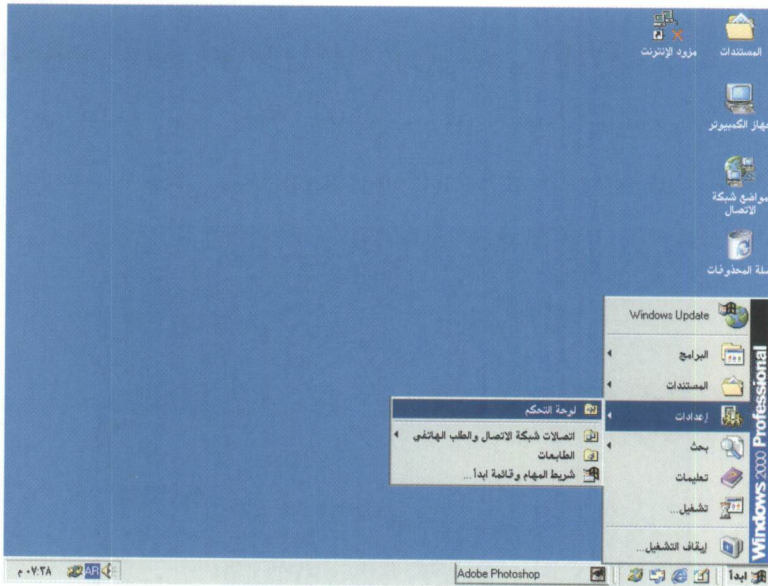 المستندات
مزود الإنترنت
جهاز الكمبيوتر
مواضع شبكة
الاتصال
سلة المحذوفات
Windows 2000 Professional
Windows Update
البرامج
المستندات
إعدادات
بحث
تعليمات
تشغيل...
إيقاف التشغيل...
لوحة التحكم
اتصالات شبكة الاتصال والطلب الهاتفي
الطابعات
شريط المهام وقائمة ابدأ...
ابدأ
Adobe Photoshop
AR
٠٧:٣٨ م